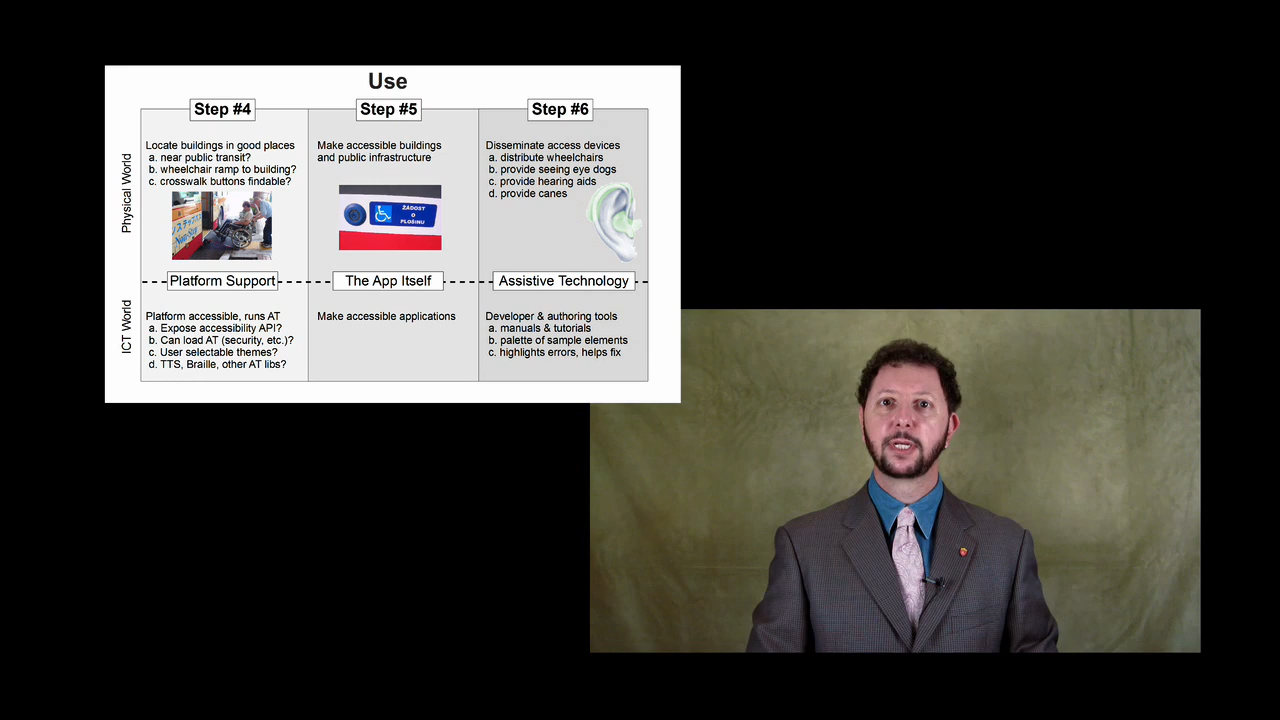 Use
Step #4
Step #5
Step #6
Physical World
Locate buildings in good places
a. near public transit?
b. wheelchair ramp to building?
c. crosswalk buttons findable?
Make accessible buildings
and public infrastructure
ŽÁDOST
O
PLOŠINU
Disseminate access devices
a. distribute wheelchairs
b. provide seeing eye dogs
c. provide hearing aids
d. provide canes
Platform Support
The App Itself
Assistive Technology
ICT World
Platform accessible, runs AT
a. Expose accessibility API?
b. Can load AT (security, etc.)?
c. User selectable themes?
d. TTS, Braille, other AT libs?
Make accessible applications
Developer & authoring tools
a. manuals & tutorials
b. palette of sample elements
c. highlights errors, helps fix